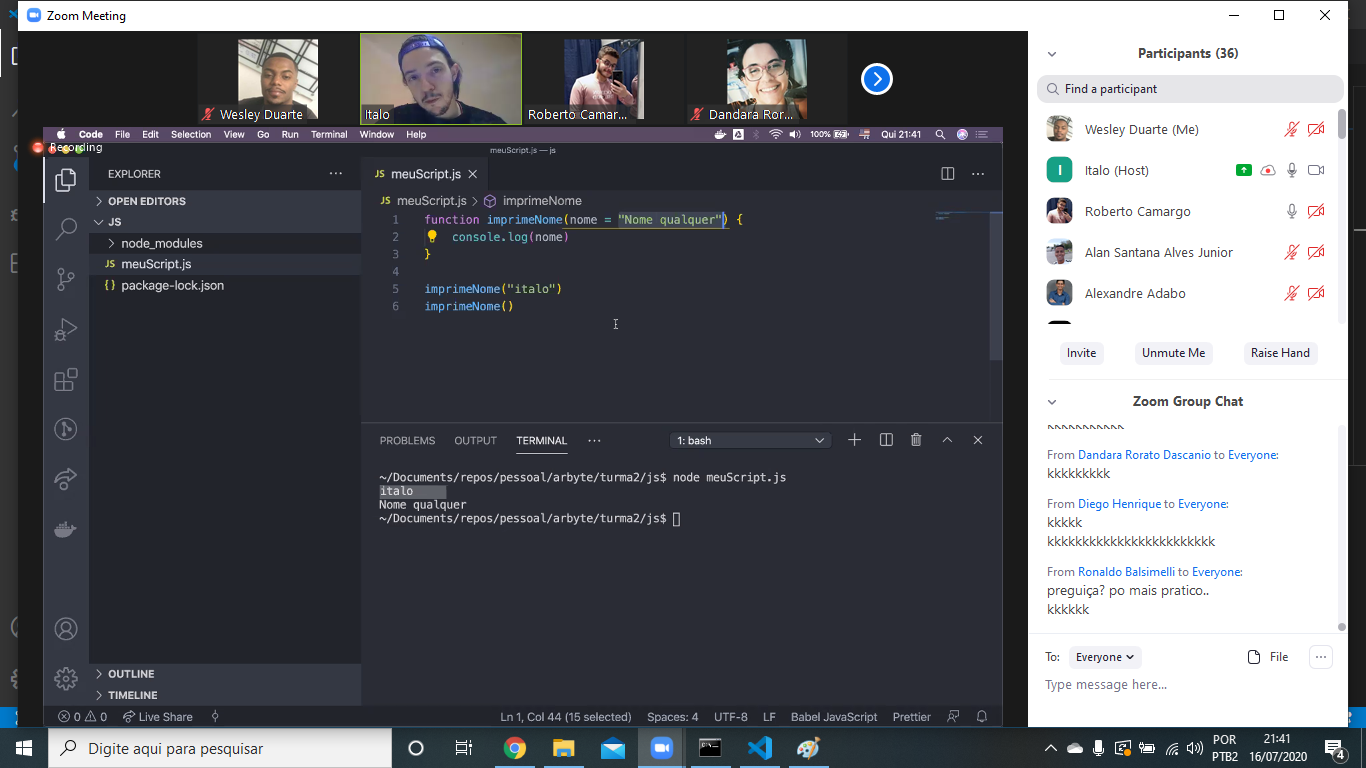 Zoom Meeting
Wesley Duarte
Italo
Roberto Camar...
Dandara Ror...
Code File Edit Selection View Go Run Terminal Window Help
100%
Qui 21:41
Recording
meuScript.js — js
EXPLORER
OPEN EDITORS
JS
node_modules
JS meuScript.js
{ } package-lock.json
OUTLINE
TIMELINE
JS meuScript.js
JS meuScript.js > imprimeNome
1 function imprimeNome(nome = "Nome qualquer") {
2 console.log(nome)
3 }
4
5 imprimeNome("italo")
6 imprimeNome()
PROBLEMS OUTPUT TERMINAL ...
1: bash
~/Documents/repos/pessoal/arbyte/turma2/js$ node meuScript.js
italo
Nome qualquer
~/Documents/repos/pessoal/arbyte/turma2/js$
0 0 Live Share
Ln 1, Col 44 (15 selected) Spaces: 4 UTF-8 LF Babel JavaScript Prettier
Participants (36)
Find a participant
Wesley Duarte (Me)
I Italo (Host)
Roberto Camargo
Alan Santana Alves Junior
Alexandre Adabo
Invite Unmute Me Raise Hand
Zoom Group Chat
kkkkkkkkkkk
From Dandara Rorato Dascanio to Everyone:
kkkkkkkkk
From Diego Henrique to Everyone:
kkkkk
kkkkkkkkkkkkkkkkkkkkkkkk
From Ronaldo Balsimelli to Everyone:
preguiça? po mais pratico..
kkkkkk
To: Everyone File ...
Type message here...
Digite aqui para pesquisar
POR
PTB2
21:41
16/07/2020
4